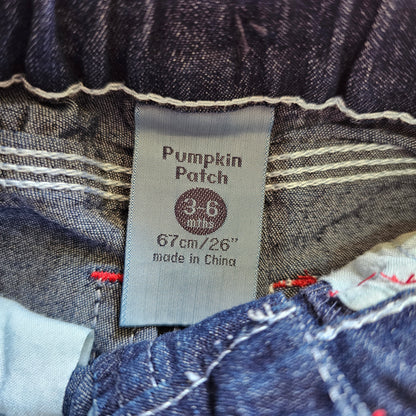 Pumpkin
Patch
3-6
mths
67cm/26"
made in China